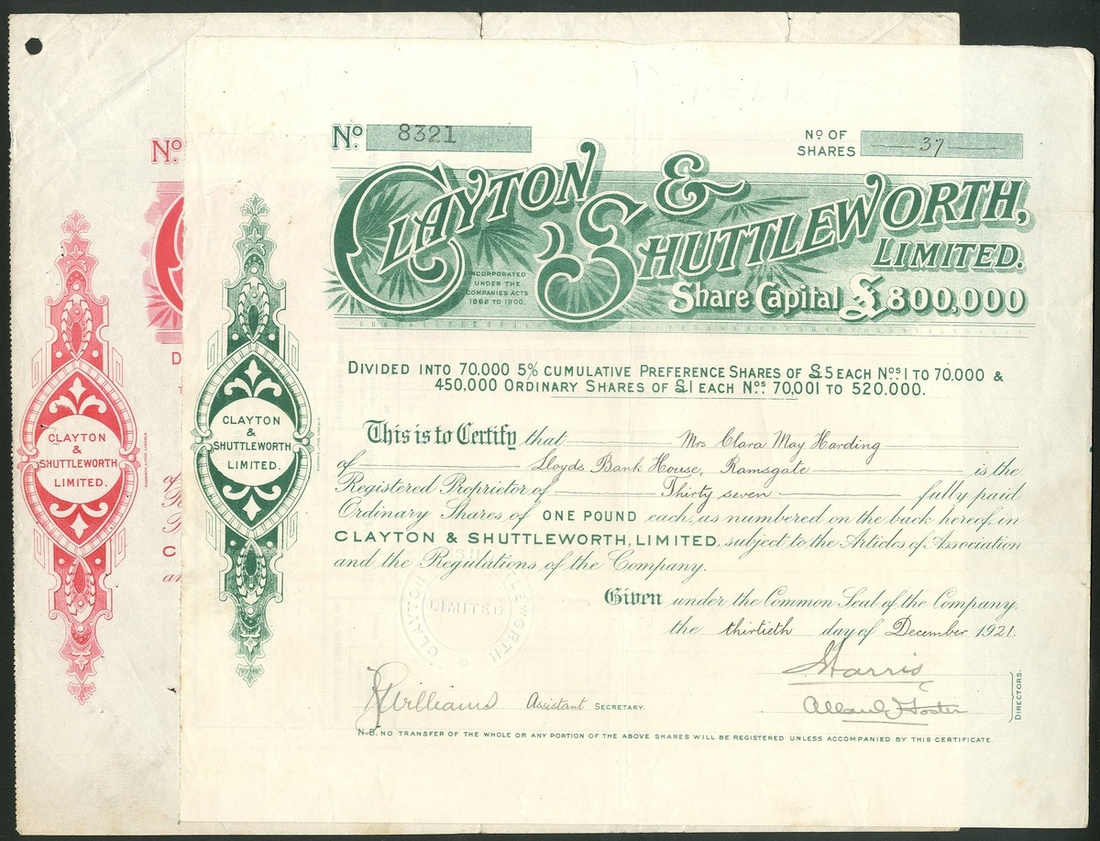 Nº. 8321
Nº OF SHARES 37
CLAYTON & SHUTTLEWORTH, LIMITED.
INCORPORATED
UNDER THE
COMPANIES ACTS
1862 TO 1900.
Share Capital £800,000
DIVIDED INTO 70.000 5% CUMULATIVE PREFERENCE SHARES OF £5 EACH Nos 1 TO 70.000 &
450,000 ORDINARY SHARES OF £1 EACH Nos 70,001 TO 520.000.
This is to Certify that Mrs Clara May Harding
of Lloyds Bank House, Ramsgate is the
Registered Proprietor of Thirty seven fully paid
Ordinary Shares of ONE POUND each, as numbered on the back hereof, in
CLAYTON & SHUTTLEWORTH, LIMITED, subject to the Articles of Association
and the Regulations of the Company.
Given under the Common Seal of the Company,
the thirtieth day of December 1921.
Williams Assistant SECRETARY.
Harris
DIRECTORS.
N.B. NO TRANSFER OF THE WHOLE OR ANY PORTION OF THE ABOVE SHARES WILL BE REGISTERED UNLESS ACCOMPANIED BY THIS CERTIFICATE.
CLAYTON
&
SHUTTLEWORTH
LIMITED.
LIMITED
Nº.
CLAYTON
&
SHUTTLEWORTH
LIMITED.